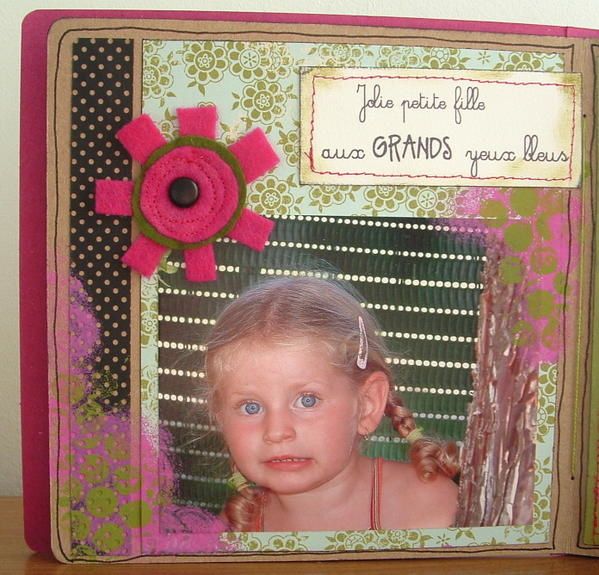 Jolie petite fille
aux GRANDS yeux bleus